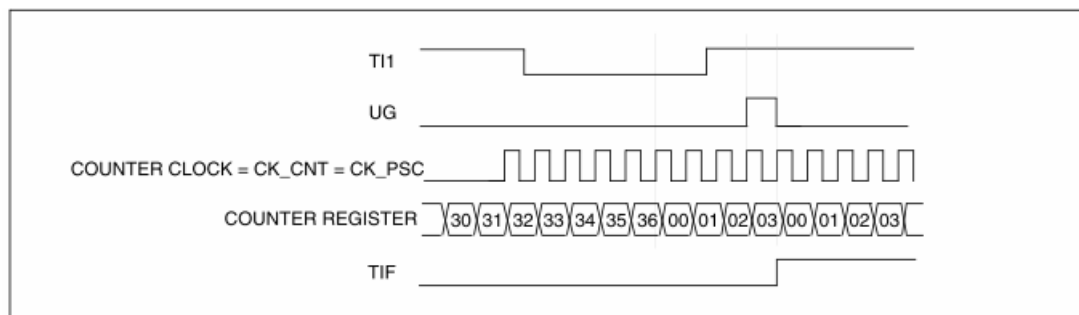 TI1
UG
COUNTER CLOCK = CK_CNT = CK_PSC
COUNTER REGISTER 30 31 32 33 34 35 36 00 01 02 03 00 01 02 03
TIF